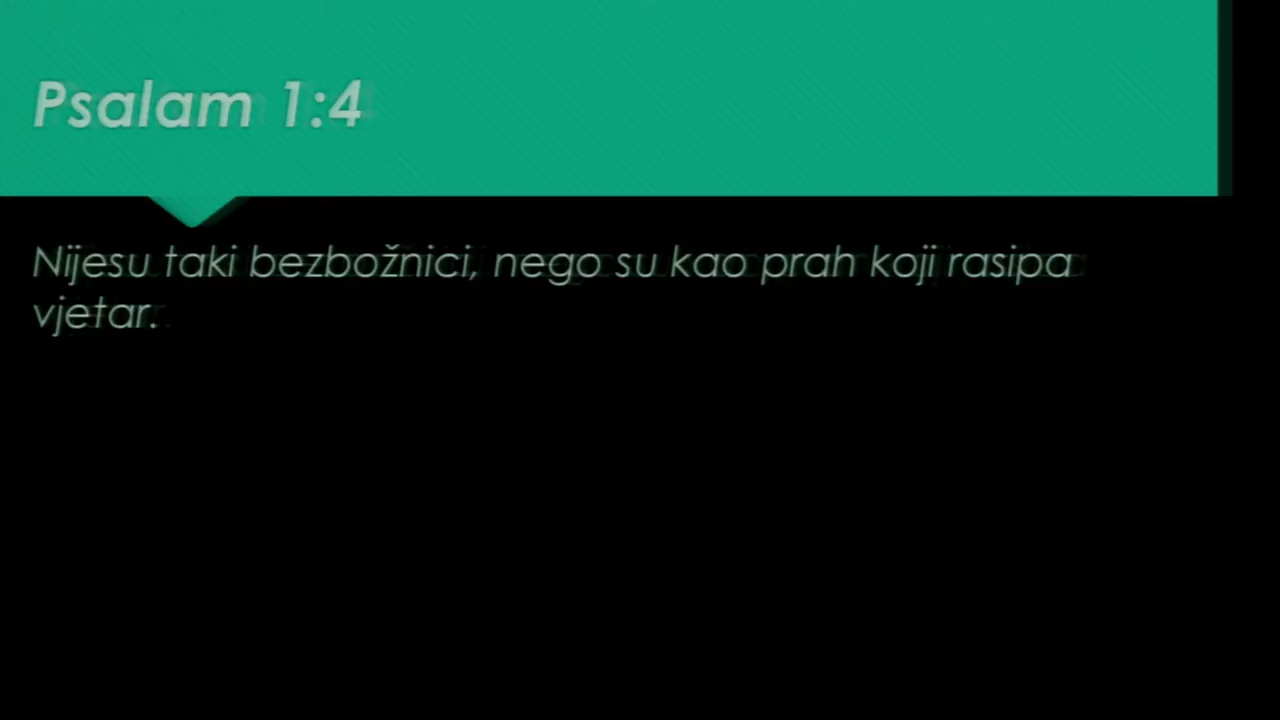 Psalam 1:4
Nijesu taki bezbožnici, nego su kao prah koji rasipa
vjetar.